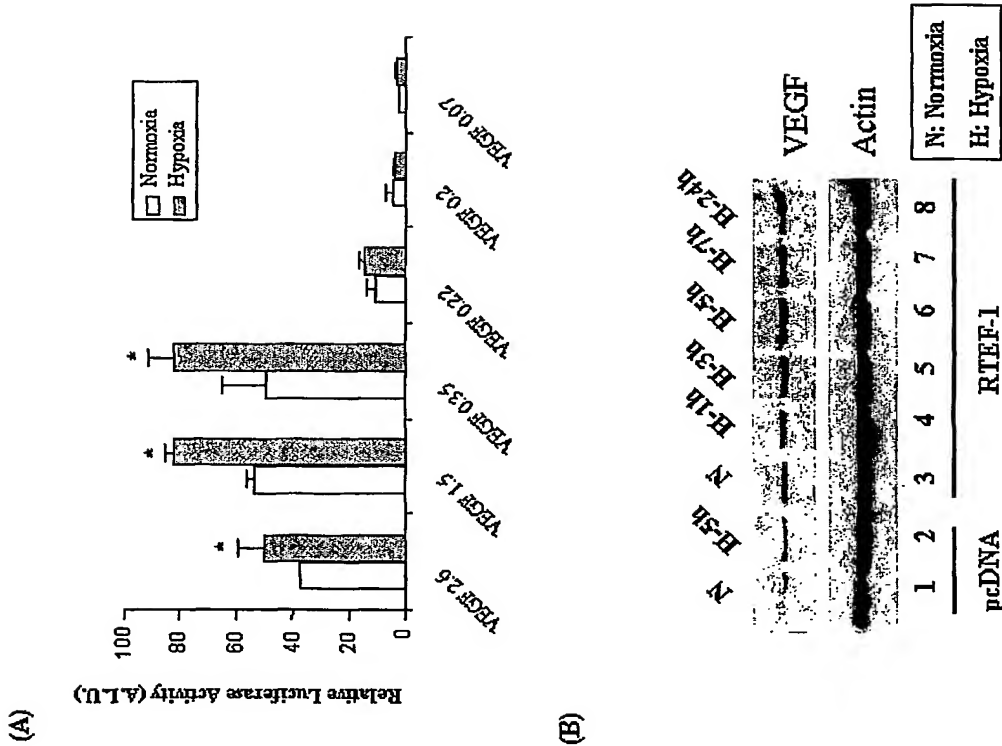 (A)
Relative Luciferase Activity (A.L.U.)
100
80
60
40
20
0
Normoxia
Hypoxia
*
*
*
VEGF 2.6
VEGF 1.5
VEGF 0.35
VEGF 0.22
VEGF 0.2
VEGF 0.07
(B)
N H-5h N H-1h H-3h H-5h H-7h H-24h
VEGF
Actin
1 2 3 4 5 6 7 8
pcDNA RTEF-1
N: Normoxia
H: Hypoxia